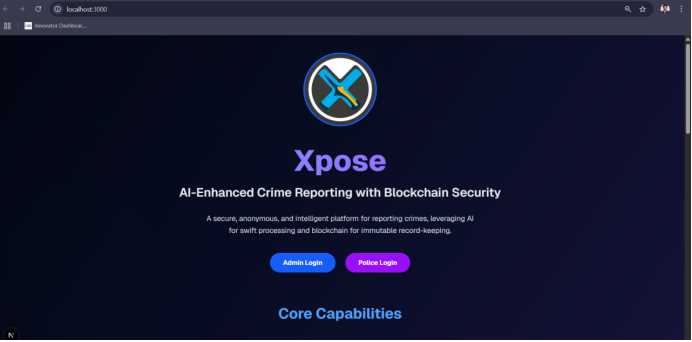 localhost:3000
Innovator Dashboar...
Xpose
AI-Enhanced Crime Reporting with Blockchain Security
A secure, anonymous, and intelligent platform for reporting crimes, leveraging AI
for swift processing and blockchain for immutable record-keeping.
Admin Login
Police Login
Core Capabilities
N